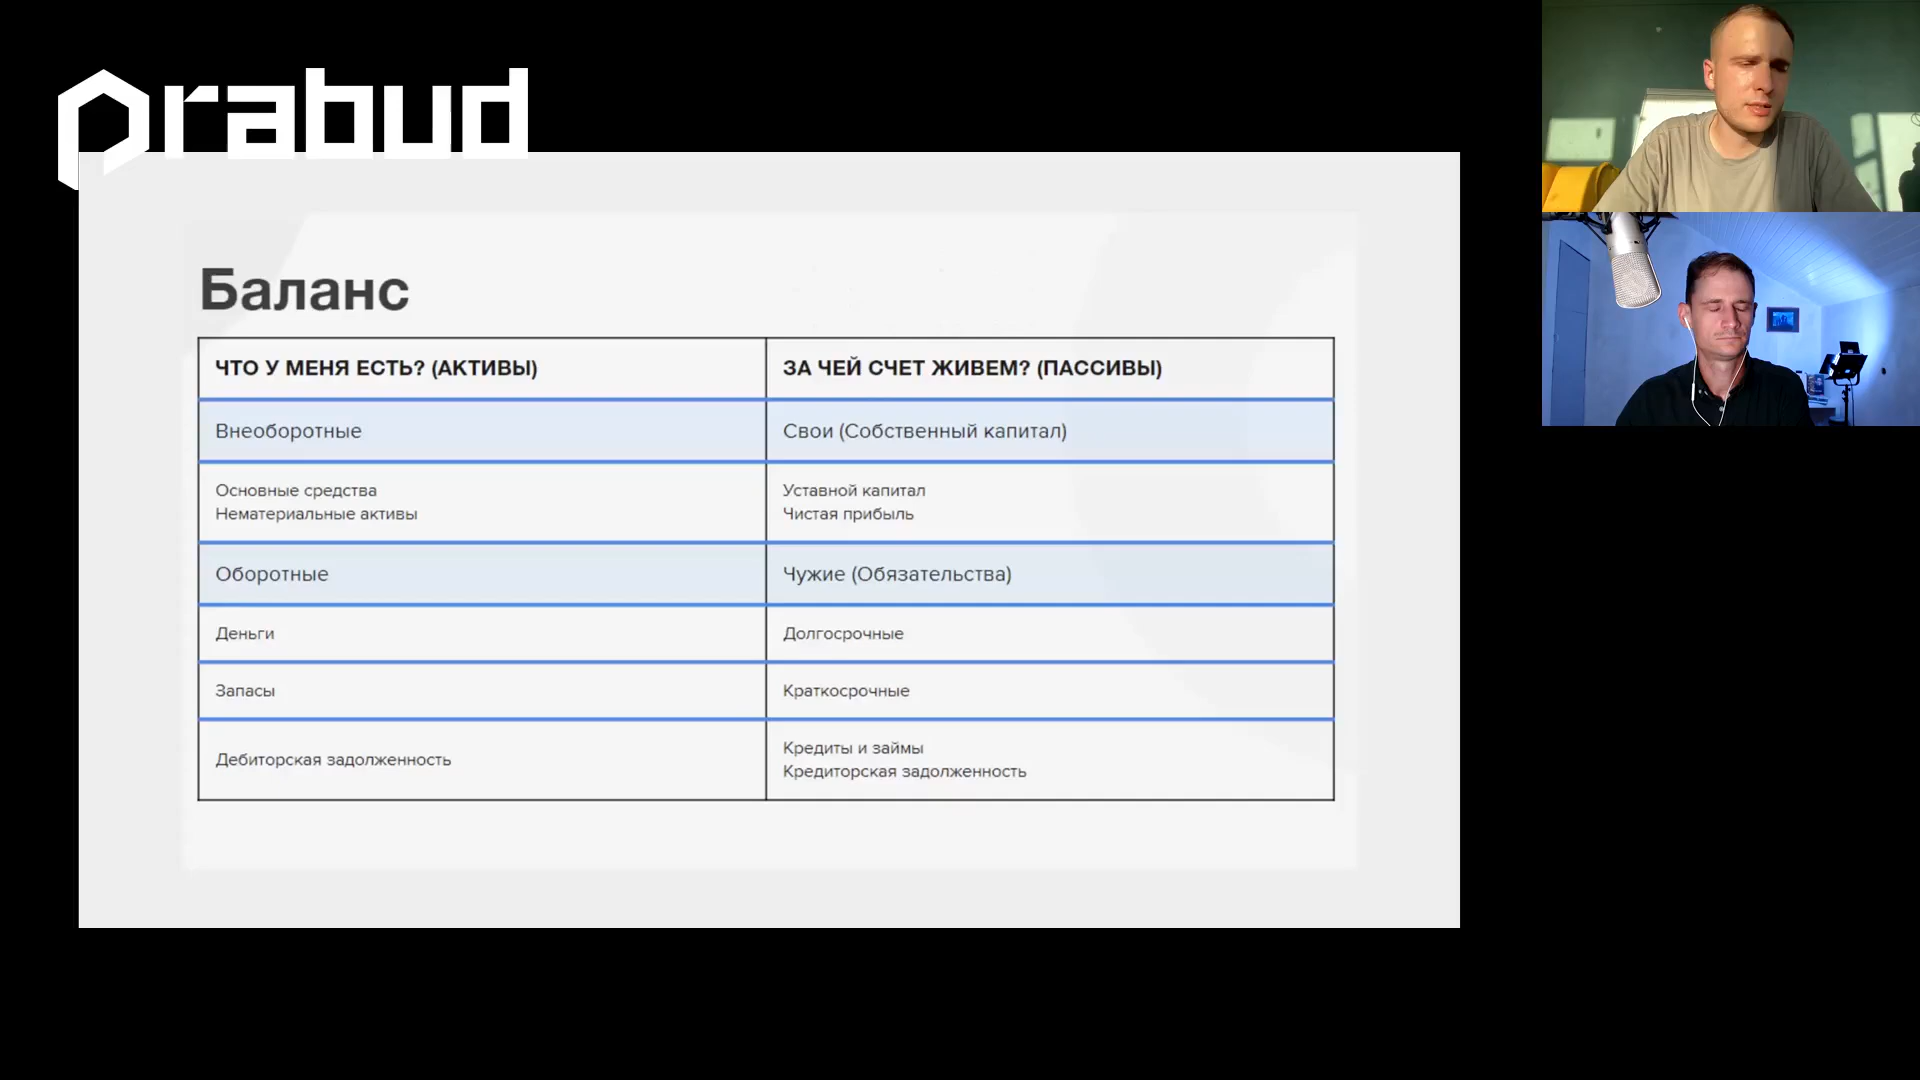 prabud
Баланс
ЧТО У МЕНЯ ЕСТЬ? (АКТИВЫ)
ЗА ЧЕЙ СЧЕТ ЖИВЕМ? (ПАССИВЫ)
Внеоборотные
Свои (Собственный капитал)
Основные средства
Нематериальные активы
Уставной капитал
Чистая прибыль
Оборотные
Чужие (Обязательства)
Деньги
Долгосрочные
Запасы
Краткосрочные
Дебиторская задолженность
Кредиты и займы
Кредиторская задолженность